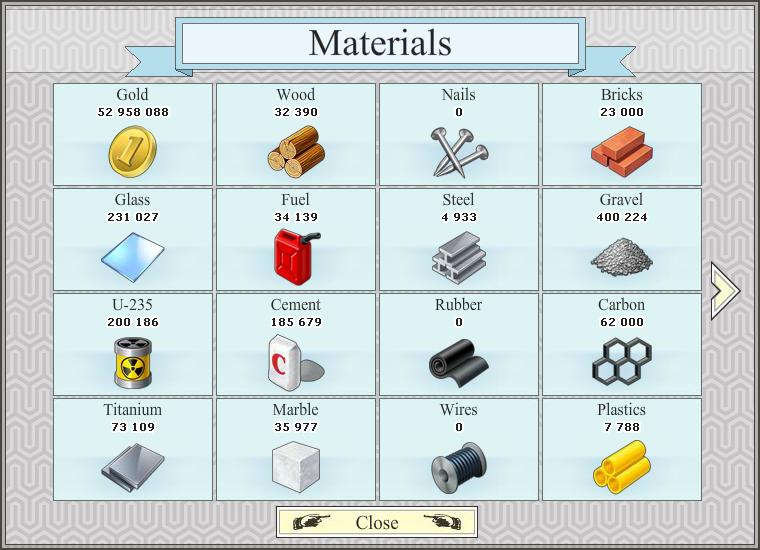 Materials
Gold
52 958 088
Wood
32 390
Nails
0
Bricks
23 000
Glass
231 027
Fuel
34 139
Steel
4 933
Gravel
400 224
U-235
200 186
Cement
185 679
C
Rubber
0
Carbon
62 000
Titanium
73 109
Marble
35 977
Wires
0
Plastics
7 788
Close